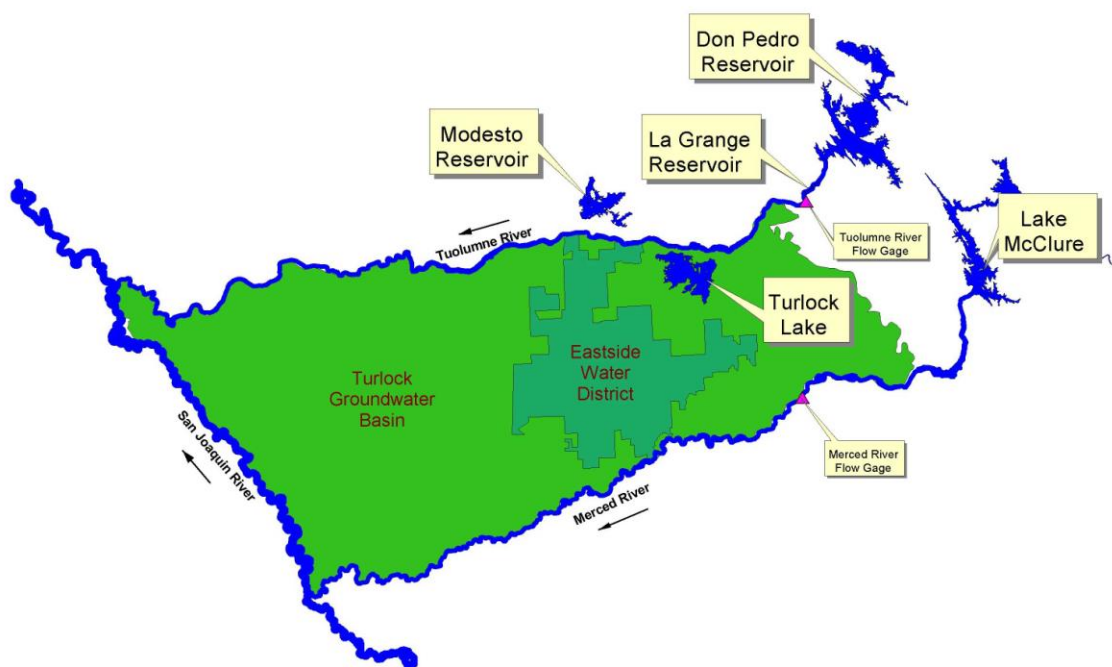 Don Pedro
Reservoir
Modesto
Reservoir
La Grange
Reservoir
Lake
McClure
Tuolumne River
Tuolumne River
Flow Gage
Turlock
Lake
Eastside
Water
District
Turlock
Groundwater
Basin
San Joaquin River
Merced River
Flow Gage
Merced River